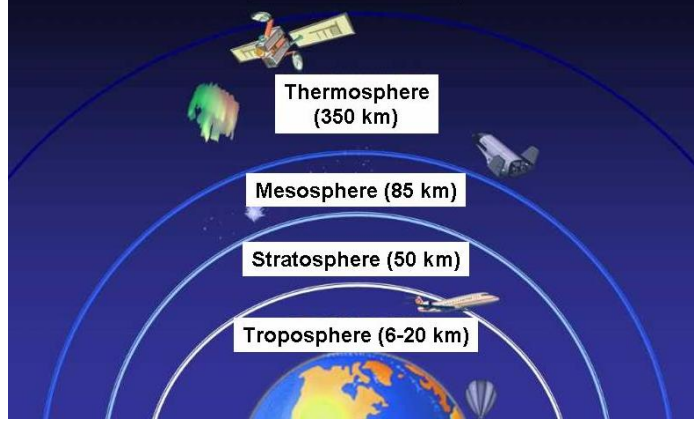 Thermosphere
(350 km)
Mesosphere (85 km)
Stratosphere (50 km)
Troposphere (6-20 km)